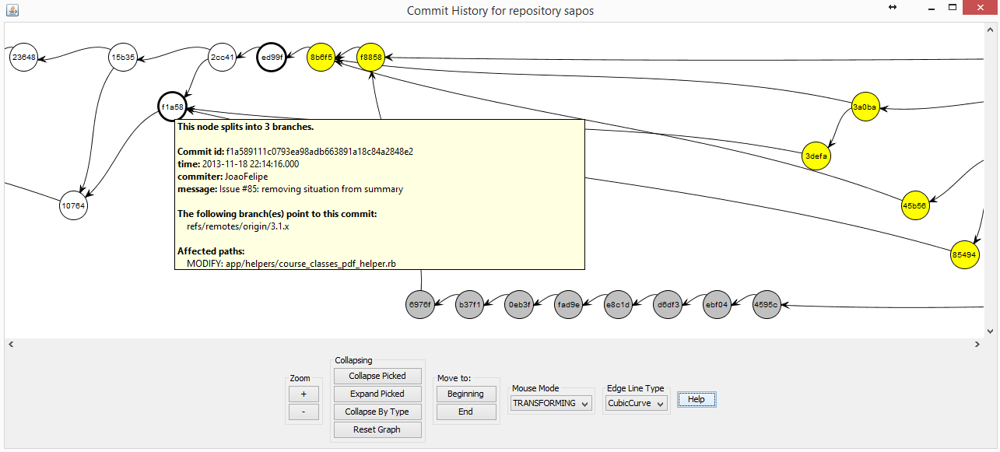 Commit History for repository sapos
23648
15b35
2cc41
ed99f
8b6f5
f8858
f1a58
3a0ba
3defa
10764
45b56
85494
This node splits into 3 branches.
Commit id: f1a589111c0793ea98adb663891a18c84a2848e2
time: 2013-11-18 22:14:16.000
commiter: JoaoFelipe
message: Issue #85: removing situation from summary
The following branch(es) point to this commit:
refs/remotes/origin/3.1.x
Affected paths:
MODIFY: app/helpers/course_classes_pdf_helper.rb
6976f
b37f1
0eb3f
fad9e
e8c1d
d6df3
ebf04
4595c
Zoom
+
-
Collapsing
Collapse Picked
Expand Picked
Collapse By Type
Reset Graph
Move to:
Beginning
End
Mouse Mode
TRANSFORMING
Edge Line Type
CubicCurve
Help